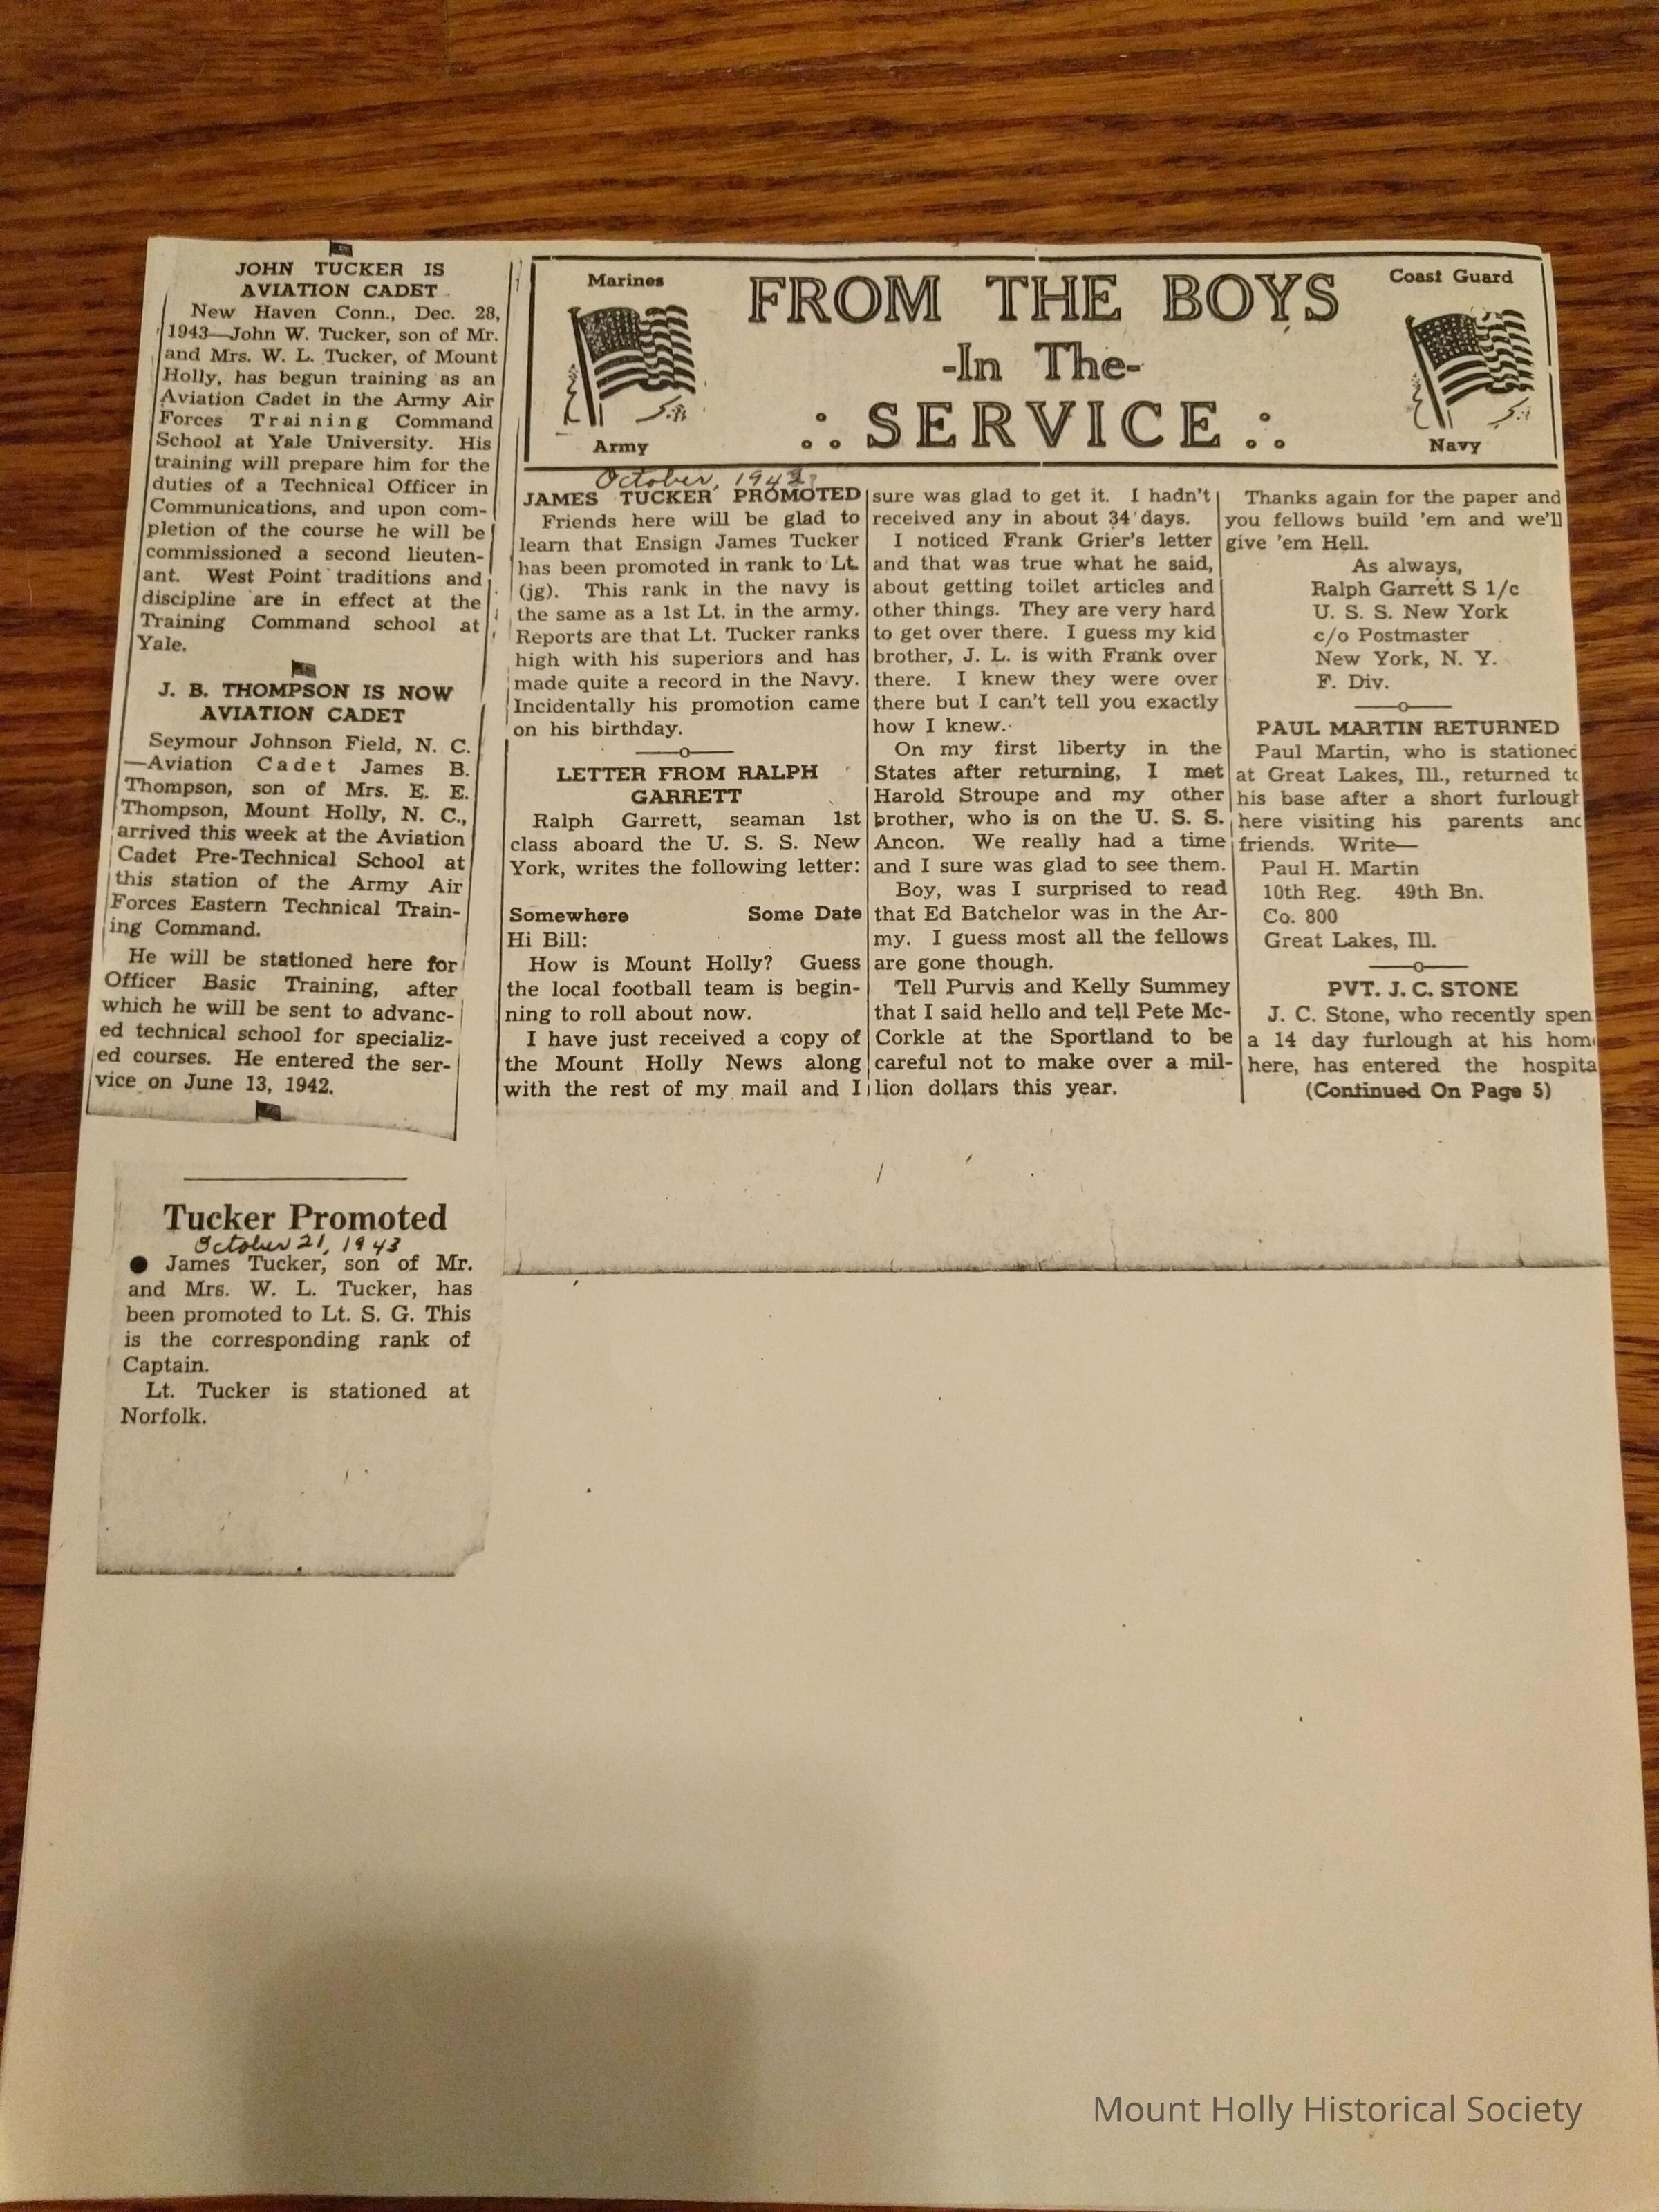 JOHN TUCKER IS
AVIATION CADET
New Haven Conn., Dec. 28,
1943—John W. Tucker, son of Mr.
and Mrs. W. L. Tucker, of Mount
Holly, has begun training as an
Aviation Cadet in the Army Air
Forces Training Command
School at Yale University. His
training will prepare him for the
duties of a Technical Officer in
Communications, and upon com-
pletion of the course he will be
commissioned a second lieuten-
ant. West Point traditions and
discipline are in effect at the
Training Command school at
Yale.
J. B. THOMPSON IS NOW
AVIATION CADET
Seymour Johnson Field, N. C.
—Aviation Cadet James B.
Thompson, son of Mrs. E. E.
Thompson, Mount Holly, N. C.,
arrived this week at the Aviation
Cadet Pre-Technical School at
this station of the Army Air
Forces Eastern Technical Train-
ing Command.
He will be stationed here for
Officer Basic Training, after
which he will be sent to advanc-
ed technical school for specializ-
ed courses. He entered the ser-
vice on June 13, 1942.
Tucker Promoted
October 21, 1943
● James Tucker, son of Mr.
and Mrs. W. L. Tucker, has
been promoted to Lt. S. G. This
is the corresponding rank of
Captain.
Lt. Tucker is stationed at
Norfolk.
Marines
Army
FROM THE BOYS
-In The-
SERVICE
Coast Guard
Navy
October,
JAMES TUCKER PROMOTED
Friends here will be glad to
learn that Ensign James Tucker
has been promoted in rank to Lt.
(jg). This rank in the navy is
the same as a 1st Lt. in the army.
Reports are that Lt. Tucker ranks
high with his superiors and has
made quite a record in the Navy.
Incidentally his promotion came
on his birthday.
LETTER FROM RALPH
GARRETT
Ralph Garrett, seaman 1st
class aboard the U. S. S. New
York, writes the following letter:
Somewhere Some Date
Hi Bill:
How is Mount Holly? Guess
the local football team is begin-
ning to roll about now.
I have just received a copy of
the Mount Holly News along
with the rest of my mail and I
sure was glad to get it. I hadn't
received any in about 34 days.
I noticed Frank Grier's letter
and that was true what he said,
about getting toilet articles and
other things. They are very hard
to get over there. I guess my kid
brother, J. L. is with Frank over
there. I knew they were over
there but I can't tell you exactly
how I knew.
On my first liberty in the
States after returning, I met
Harold Stroupe and my other
brother, who is on the U. S. S.
Ancon. We really had a time
and I sure was glad to see them.
Boy, was I surprised to read
that Ed Batchelor was in the Ar-
my. I guess most all the fellows
are gone though.
Tell Purvis and Kelly Summey
that I said hello and tell Pete Mc-
Corkle at the Sportland to be
careful not to make over a mil-
lion dollars this year.
Thanks again for the paper and
you fellows build 'em and we'll
give 'em Hell.
As always,
Ralph Garrett S 1/c
U. S. S. New York
c/o Postmaster
New York, N. Y.
F. Div.
PAUL MARTIN RETURNED
Paul Martin, who is stationed
at Great Lakes, Ill., returned to
his base after a short furlough
here visiting his parents and
friends. Write—
Paul H. Martin
10th Reg. 49th Bn.
Co. 800
Great Lakes, Ill.
PVT. J. C. STONE
J. C. Stone, who recently spen
a 14 day furlough at his hom
here, has entered the hospita
(Continued On Page 5)
Mount Holly Historical Society